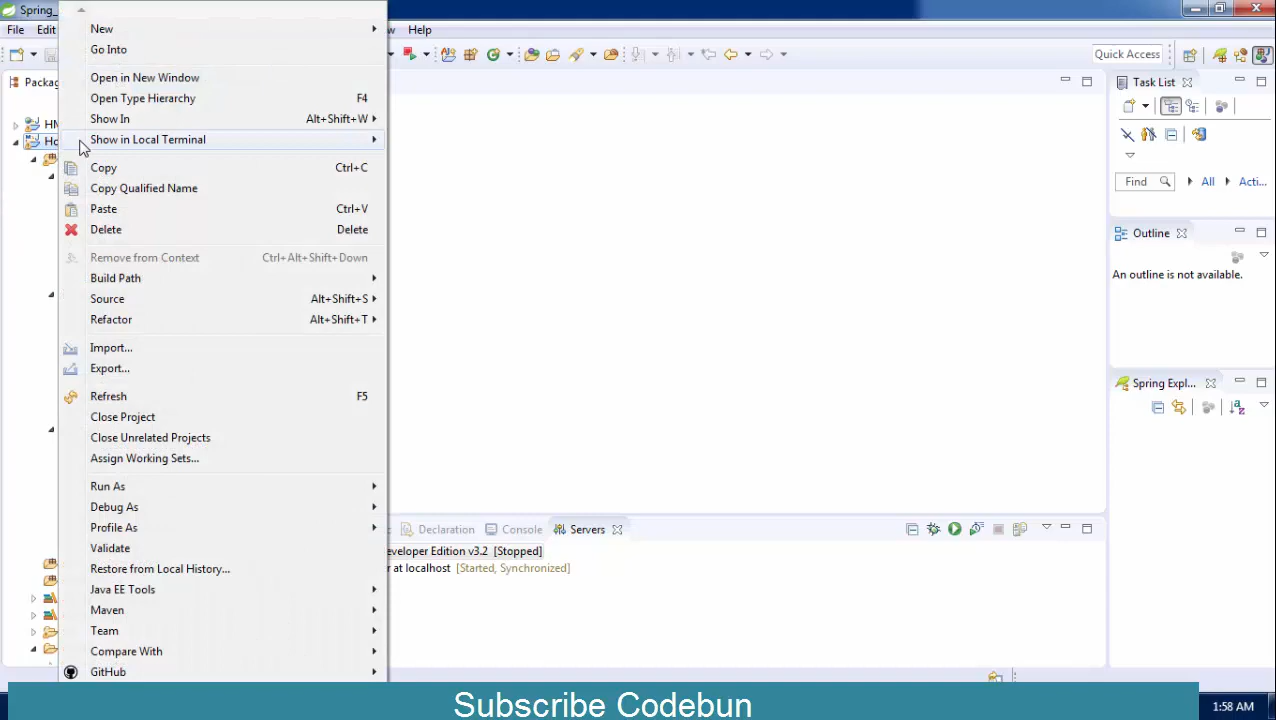 Spring_
File Edit w Help
Quick Access
Packag
HM
Ho
New
Go Into
Open in New Window
Open Type Hierarchy F4
Show In Alt+Shift+W
Show in Local Terminal
Copy Ctrl+C
Copy Qualified Name
Paste Ctrl+V
Delete Delete
Remove from Context Ctrl+Alt+Shift+Down
Build Path
Source Alt+Shift+S
Refactor Alt+Shift+T
Import...
Export...
Refresh F5
Close Project
Close Unrelated Projects
Assign Working Sets...
Run As
Debug As
Profile As
Validate
Restore from Local History...
Java EE Tools
Maven
Team
Compare With
GitHub
Task List
Find All Acti...
Outline
An outline is not available.
Spring Expl...
Declaration Console Servers
eveloper Edition v3.2 [Stopped]
r at localhost [Started, Synchronized]
Subscribe Codebun
1:58 AM